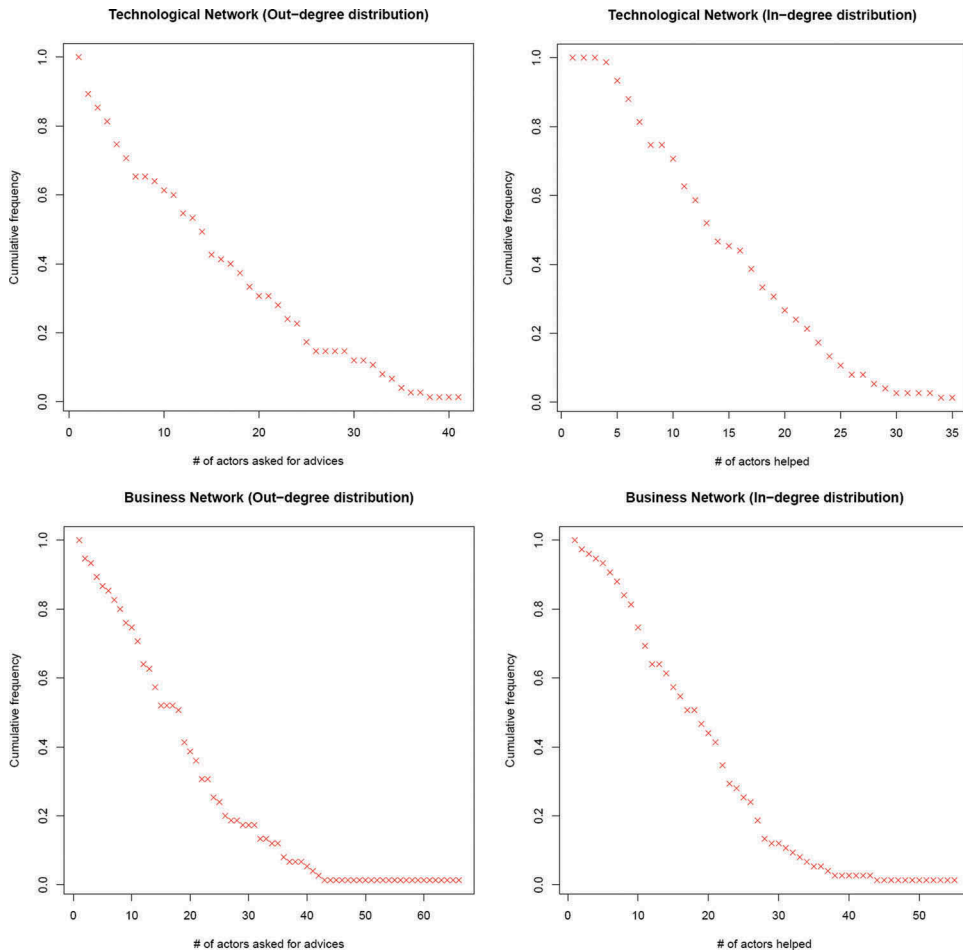 Technological Network (Out−degree distribution)
Cumulative frequency
1.0
0.8
0.6
0.4
0.2
0.0
0 10 20 30 40
# of actors asked for advices
Technological Network (In−degree distribution)
Cumulative frequency
1.0
0.8
0.6
0.4
0.2
0.0
0 5 10 15 20 25 30 35
# of actors helped
Business Network (Out−degree distribution)
Cumulative frequency
1.0
0.8
0.6
0.4
0.2
0.0
0 10 20 30 40 50 60
# of actors asked for advices
Business Network (In−degree distribution)
Cumulative frequency
1.0
0.8
0.6
0.4
0.2
0.0
0 10 20 30 40 50
# of actors helped